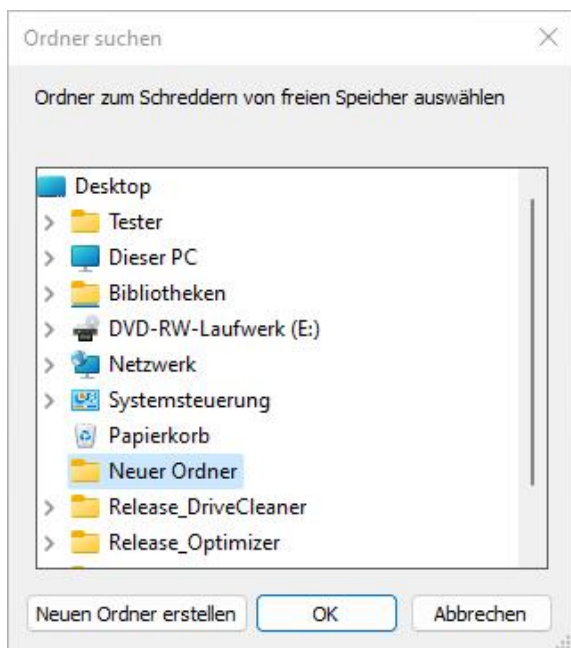 Ordner suchen
Ordner zum Schreddern von freien Speicher auswählen
Desktop
Tester
Dieser PC
Bibliotheken
DVD-RW-Laufwerk (E:)
Netzwerk
Systemsteuerung
Papierkorb
Neuer Ordner
Release_DriveCleaner
Release_Optimizer
Neuen Ordner erstellen OK Abbrechen